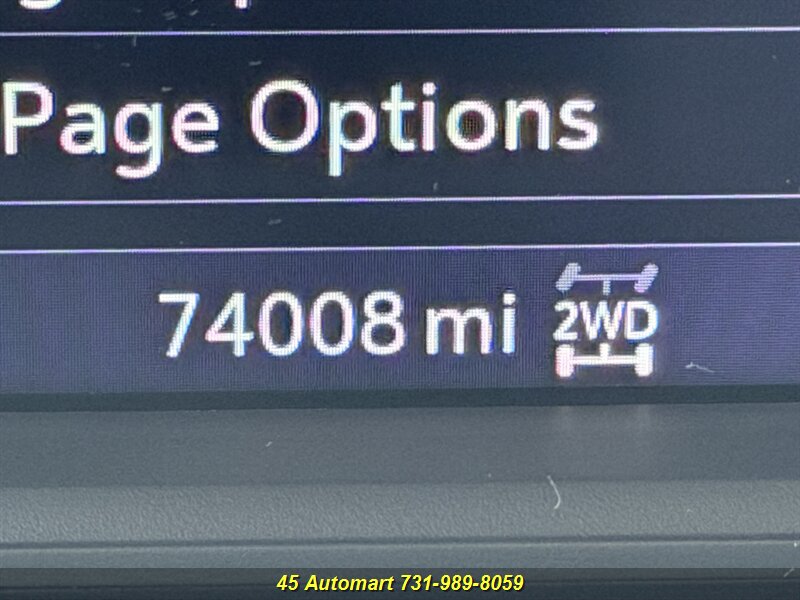 Page Options
74008 mi 2WD
45 Automart 731-989-8059